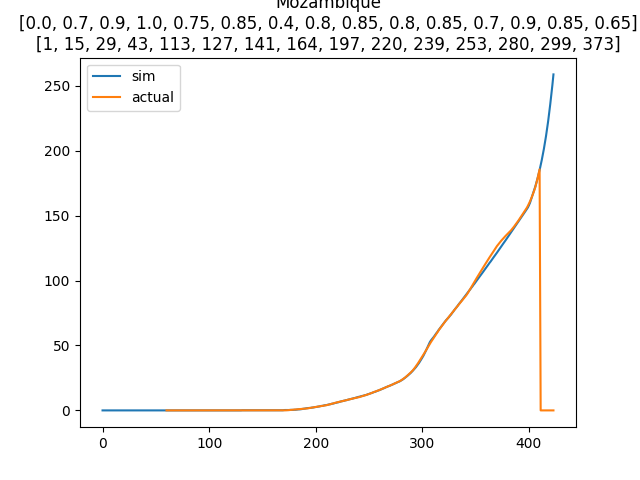 Mozambique
[0.0, 0.7, 0.9, 1.0, 0.75, 0.85, 0.4, 0.8, 0.85, 0.8, 0.85, 0.7, 0.9, 0.85, 0.65]
[1, 15, 29, 43, 113, 127, 141, 164, 197, 220, 239, 253, 280, 299, 373]
sim
actual
250
200
150
100
50
0
0 100 200 300 400